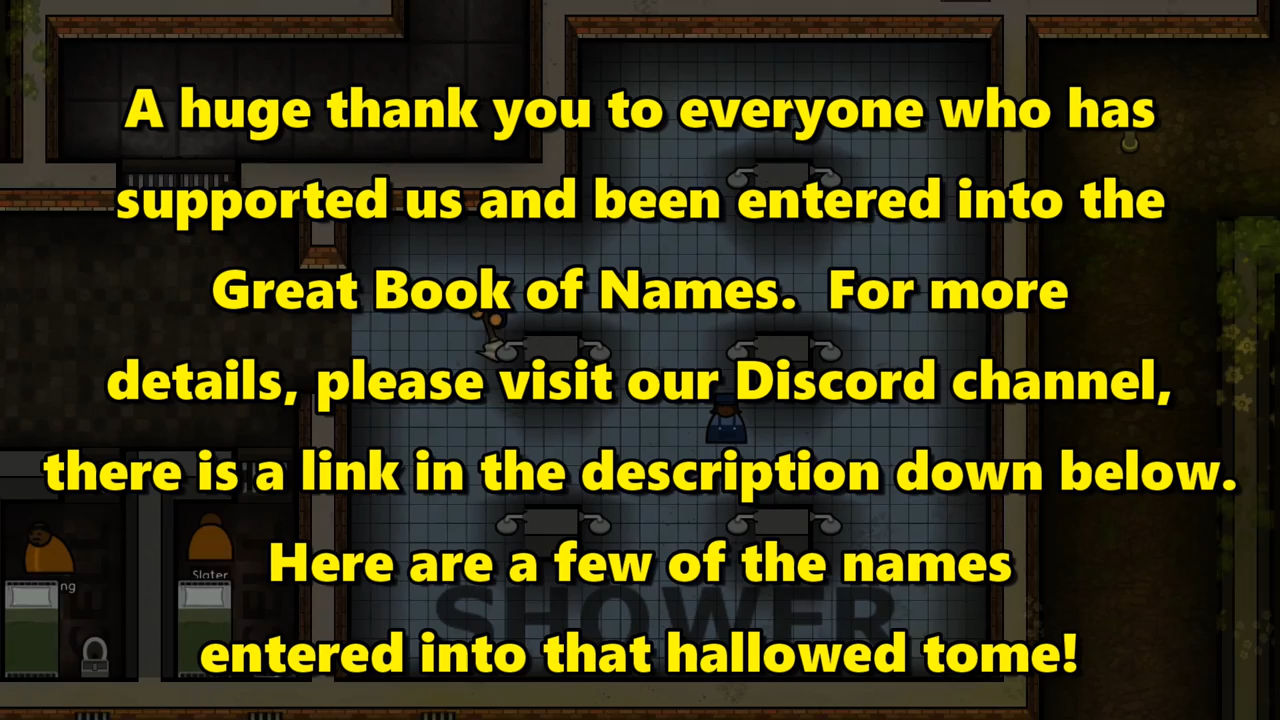 A huge thank you to everyone who has
supported us and been entered into the
Great Book of Names.  For more
details, please visit our Discord channel,
there is a link in the description down below.
ng
Slater
Here are a few of the names
SHOWER
entered into that hallowed tome!